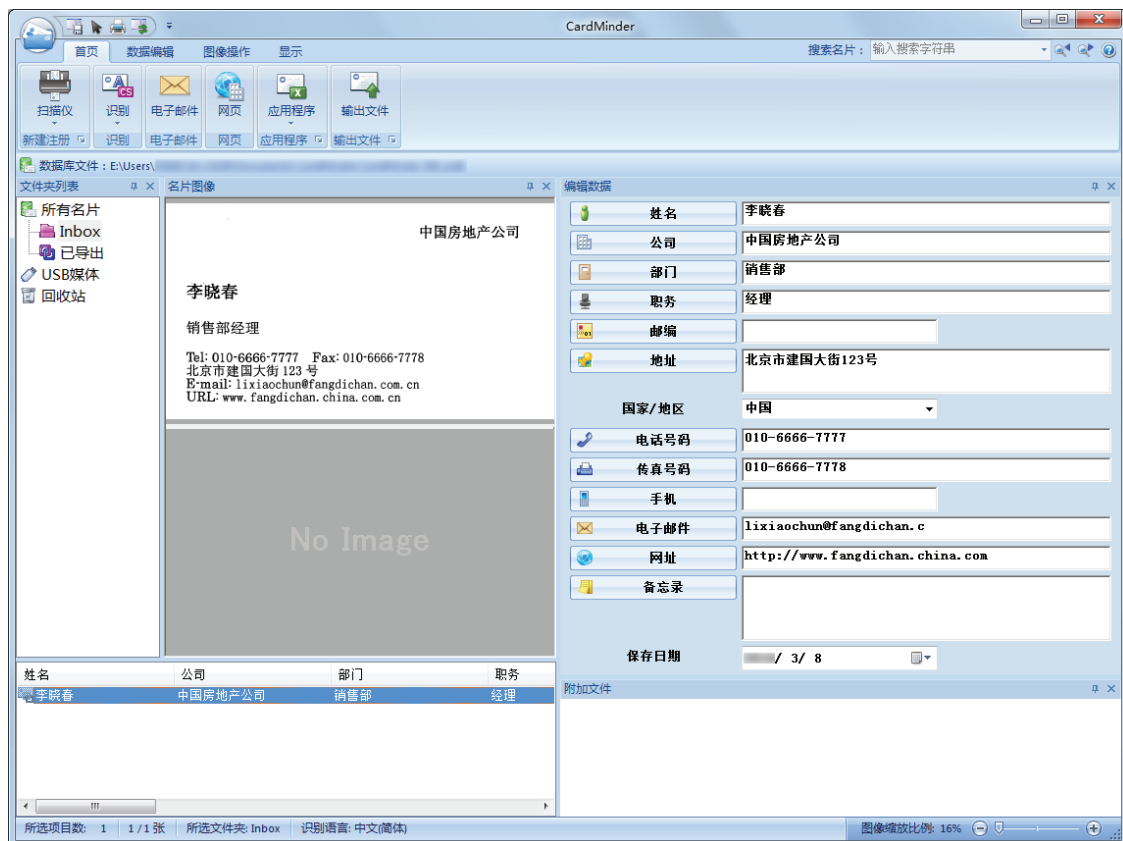 CardMinder
首页 数据编辑 图像操作 显示 搜索名片： 输入搜索字符串
扫描仪 识别 电子邮件 网页 应用程序 输出文件
新建注册 识别 电子邮件 网页 应用程序 输出文件
数据库文件：E:\Users\
文件夹列表
所有名片
Inbox
已导出
USB媒体
回收站
名片图像
中国房地产公司
李晓春
销售部经理
Tel: 010-6666-7777 Fax: 010-6666-7778
北京市建国大街 123 号
E-mail: lixiaochun@fangdichan.com.cn
URL: www.fangdichan.china.com.cn
No Image
编辑数据
姓名 李晓春
公司 中国房地产公司
部门 销售部
职务 经理
邮编
地址 北京市建国大街123号
国家/地区 中国
电话号码 010-6666-7777
传真号码 010-6666-7778
手机
电子邮件 lixiaochun@fangdichan.c
网址 http://www.fangdichan.china.com
备忘录
保存日期 / 3/ 8
姓名 公司 部门 职务
李晓春 中国房地产公司 销售部 经理
附加文件
所选项目数: 1 1/1张 所选文件夹: Inbox 识别语言: 中文(简体) 图像缩放比例: 16%